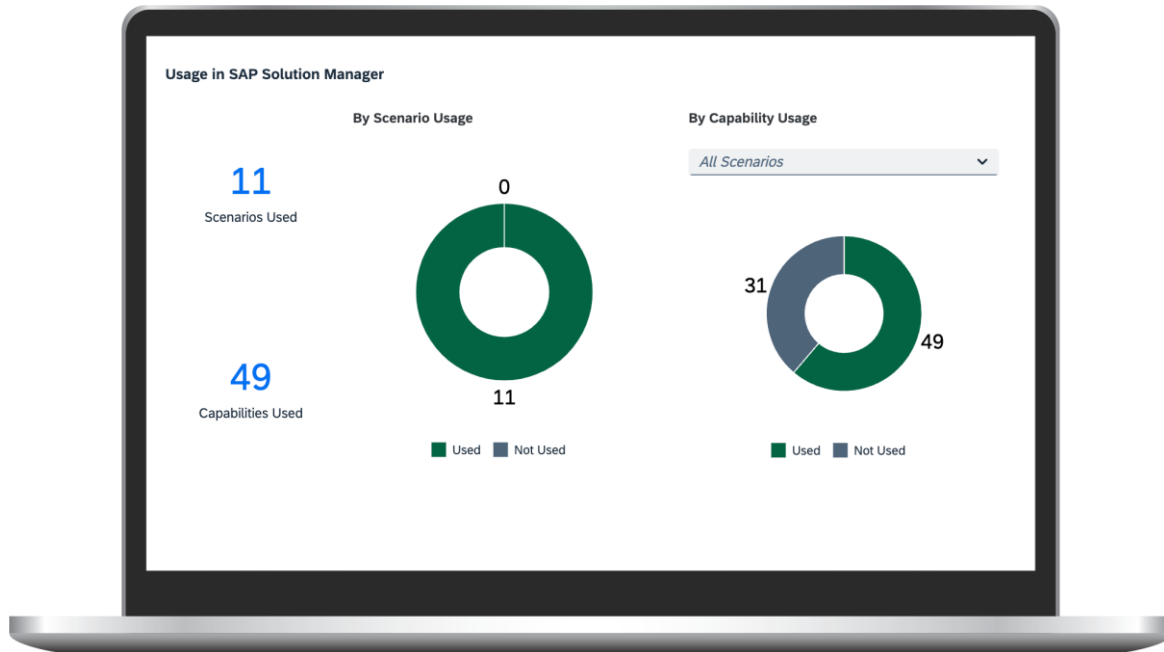 Usage in SAP Solution Manager
By Scenario Usage
By Capability Usage
All Scenarios
11
Scenarios Used
0
11
49
Capabilities Used
31
49
Used Not Used
Used Not Used